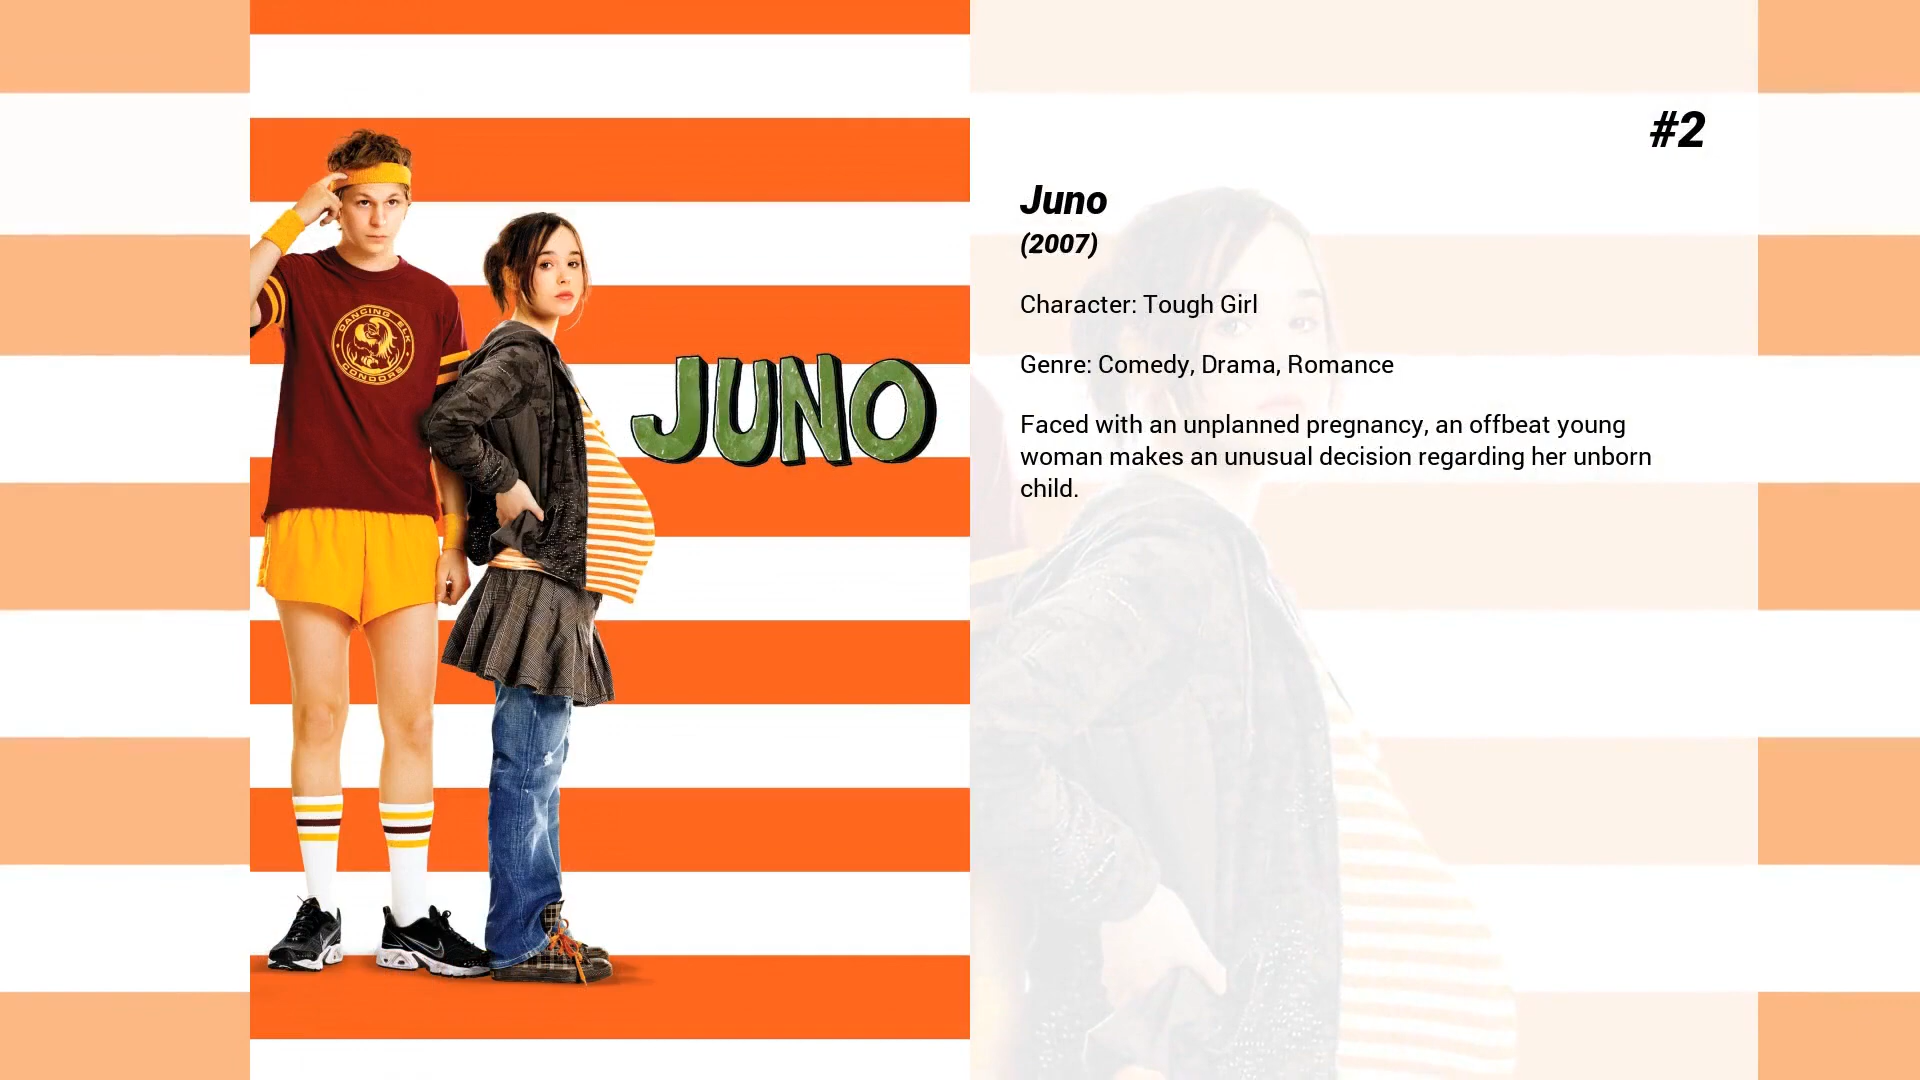 DANCING ELK
CONDORS
JUNO
#2
Juno
(2007)
Character: Tough Girl
Genre: Comedy, Drama, Romance
Faced with an unplanned pregnancy, an offbeat young
woman makes an unusual decision regarding her unborn
child.